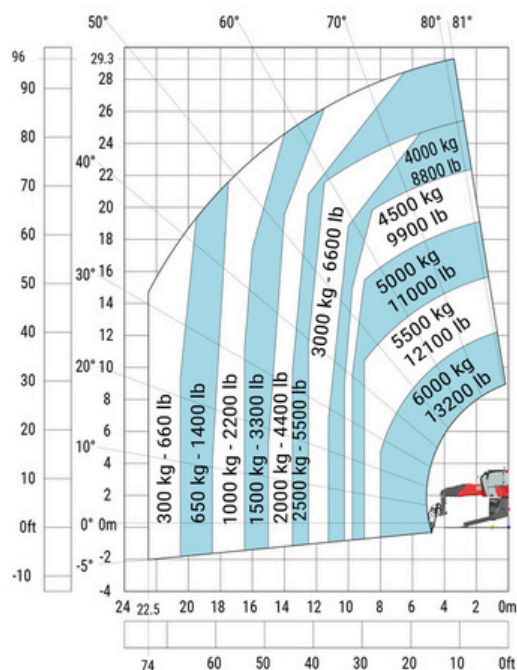 50°
60°
70°
80°
81°
96
29.3
90
28
26
80
24
4000 kg
8800 lb
40°
22
70
20
4500 kg
9900 lb
60
18
3000 kg - 6600 lb
30°
16
5000 kg
11000 lb
50
14
40
12
5500 kg
12100 lb
20°
10
30
8
6000 kg
13200 lb
300 kg - 660 lb
650 kg - 1400 lb
1000 kg - 2200 lb
1500 kg - 3300 lb
2000 kg - 4400 lb
2500 kg - 5500 lb
20
6
10°
4
10
2
0ft
0°
0m
-5°
-2
-10
-4
24
22.5
20
18
16
14
12
10
8
6
4
2
0m
74
60
50
40
30
20
10
0ft